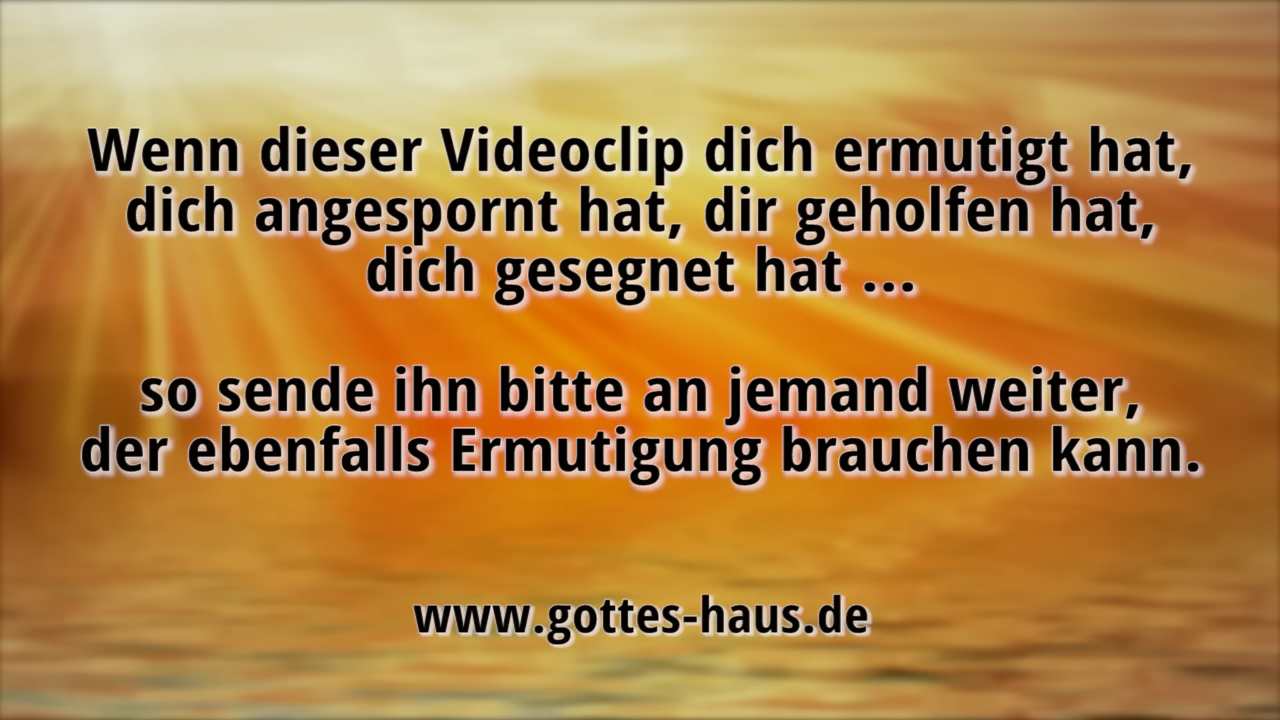 Wenn dieser Videoclip dich ermutigt hat,
dich angespornt hat, dir geholfen hat,
dich gesegnet hat ...
so sende ihn bitte an jemand weiter,
der ebenfalls Ermutigung brauchen kann.
www.gottes-haus.de